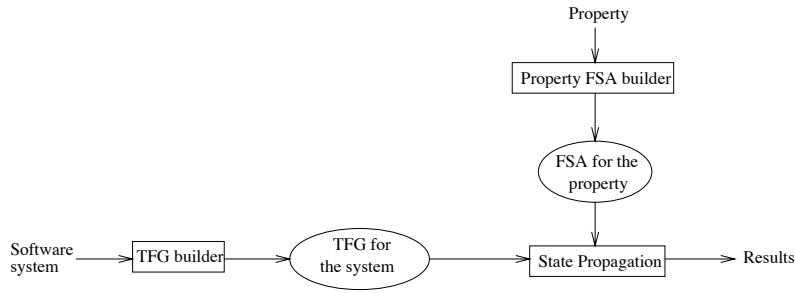 Property
Property FSA builder
FSA for the
property
Software
system
TFG builder
TFG for
the system
State Propagation
Results